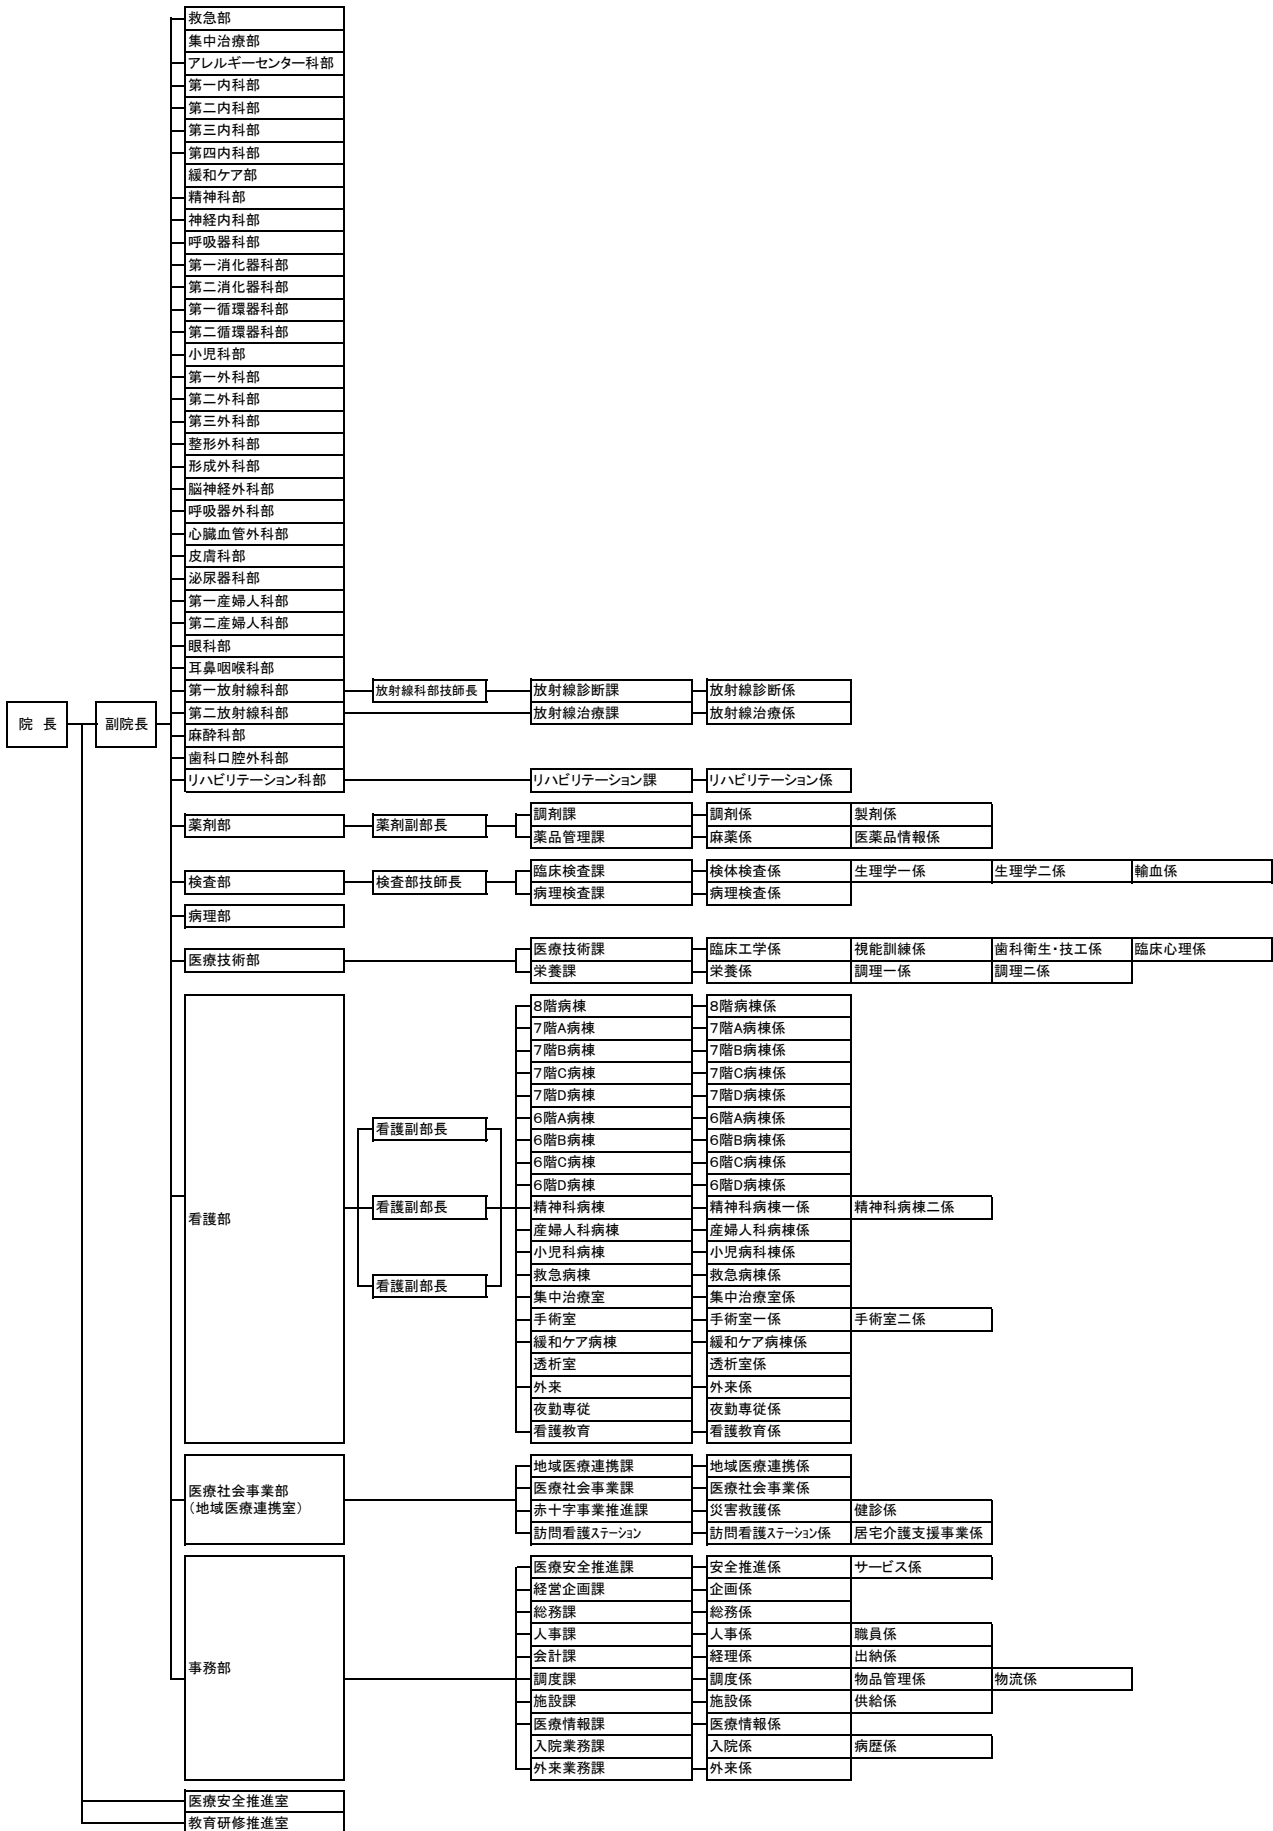 救急部
集中治療部
アレルギーセンター科部
第一内科部
第二内科部
第三内科部
第四内科部
緩和ケア部
精神科部
神経内科部
呼吸器科部
第一消化器科部
第二消化器科部
第一循環器科部
第二循環器科部
小児科部
第一外科部
第二外科部
第三外科部
整形外科部
形成外科部
脳神経外科部
呼吸器外科部
心臓血管外科部
皮膚科部
泌尿器科部
第一産婦人科部
第二産婦人科部
眼科部
耳鼻咽喉科部
第一放射線科部 放射線科部技師長 放射線診断課 放射線診断係
院 長 副院長 第二放射線科部 放射線治療課 放射線治療係
麻酔科部
歯科口腔外科部
リハビリテーション科部 リハビリテーション課 リハビリテーション係
薬剤部 薬剤副部長 調剤課 調剤係 製剤係
薬品管理課 麻薬係 医薬品情報係
検査部 検査部技師長 臨床検査課 検体検査係 生理学一係 生理学二係 輸血係
病理検査課 病理検査係
病理部
医療技術部 医療技術課 臨床工学係 視能訓練係 歯科衛生・技工係 臨床心理係
栄養課 栄養係 調理一係 調理二係
看護部
看護副部長
看護副部長
看護副部長
8階病棟 8階病棟係
7階A病棟 7階A病棟係
7階B病棟 7階B病棟係
7階C病棟 7階C病棟係
7階D病棟 7階D病棟係
6階A病棟 6階A病棟係
6階B病棟 6階B病棟係
6階C病棟 6階C病棟係
6階D病棟 6階D病棟係
精神科病棟 精神科病棟一係 精神科病棟二係
産婦人科病棟 産婦人科病棟係
小児科病棟 小児病科棟係
救急病棟 救急病棟係
集中治療室 集中治療室係
手術室 手術室一係 手術室二係
緩和ケア病棟 緩和ケア病棟係
透析室 透析室係
外来 外来係
夜勤専従 夜勤専従係
看護教育 看護教育係
医療社会事業部
（地域医療連携室）
地域医療連携課 地域医療連携係
医療社会事業課 医療社会事業係
赤十字事業推進課 災害救護係 健診係
訪問看護ステーション 訪問看護ステーション係 居宅介護支援事業係
事務部
医療安全推進課 安全推進係 サービス係
経営企画課 企画係
総務課 総務係
人事課 人事係 職員係
会計課 経理係 出納係
調度課 調度係 物品管理係 物流係
施設課 施設係 供給係
医療情報課 医療情報係
入院業務課 入院係 病歴係
外来業務課 外来係
医療安全推進室
教育研修推進室